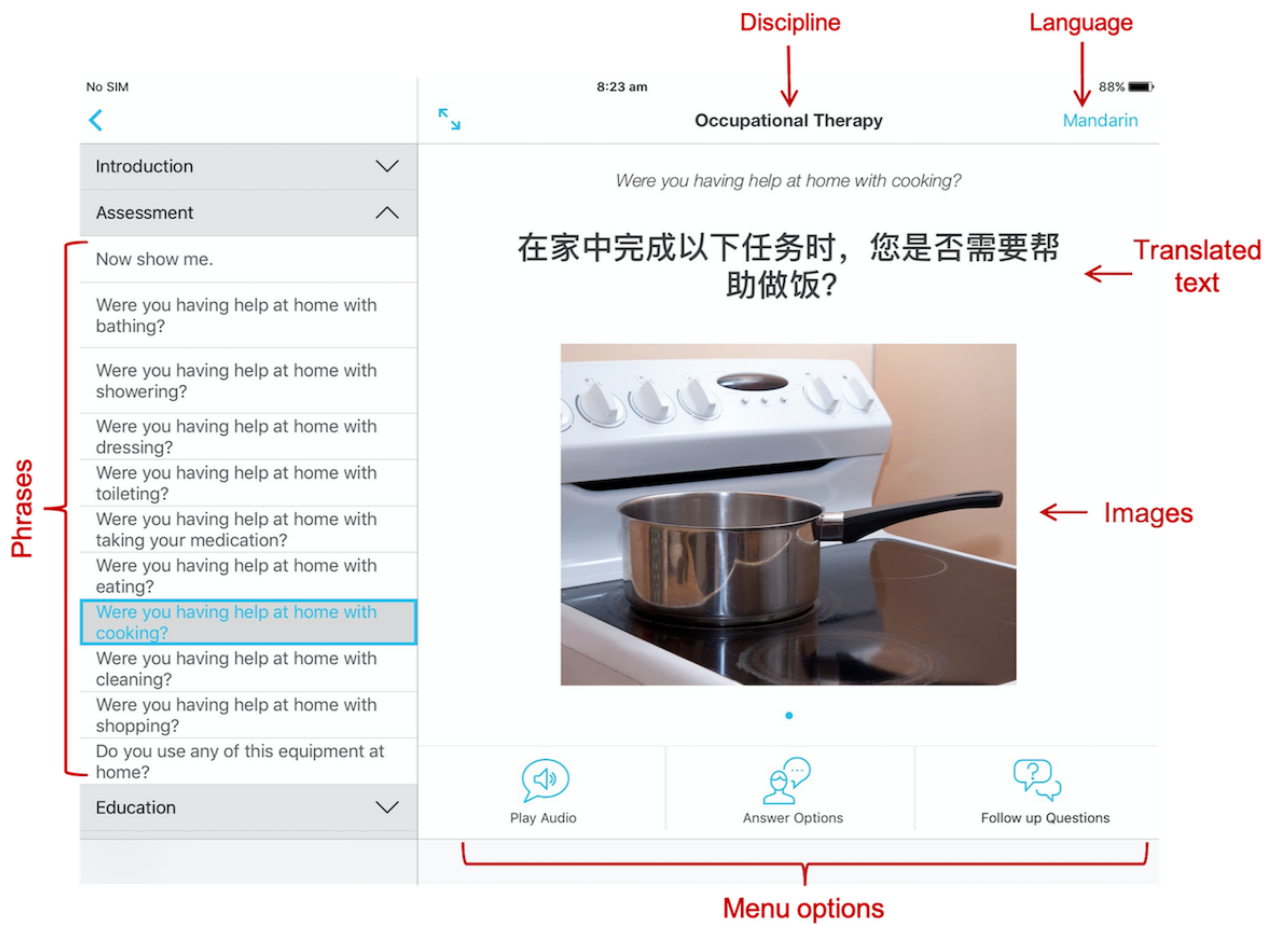 Discipline
Language
No SIM
8:23 am
88%
Occupational Therapy
Mandarin
Introduction
Assessment
Now show me.
Were you having help at home with
bathing?
Were you having help at home with
showering?
Were you having help at home with
dressing?
Were you having help at home with
toileting?
Were you having help at home with
taking your medication?
Were you having help at home with
eating?
Were you having help at home with
cooking?
Were you having help at home with
cleaning?
Were you having help at home with
shopping?
Do you use any of this equipment at
home?
Education
Phrases
Were you having help at home with cooking?
在家中完成以下任务时，您是否需要帮
助做饭?
Translated
text
Images
Play Audio
Answer Options
Follow up Questions
Menu options